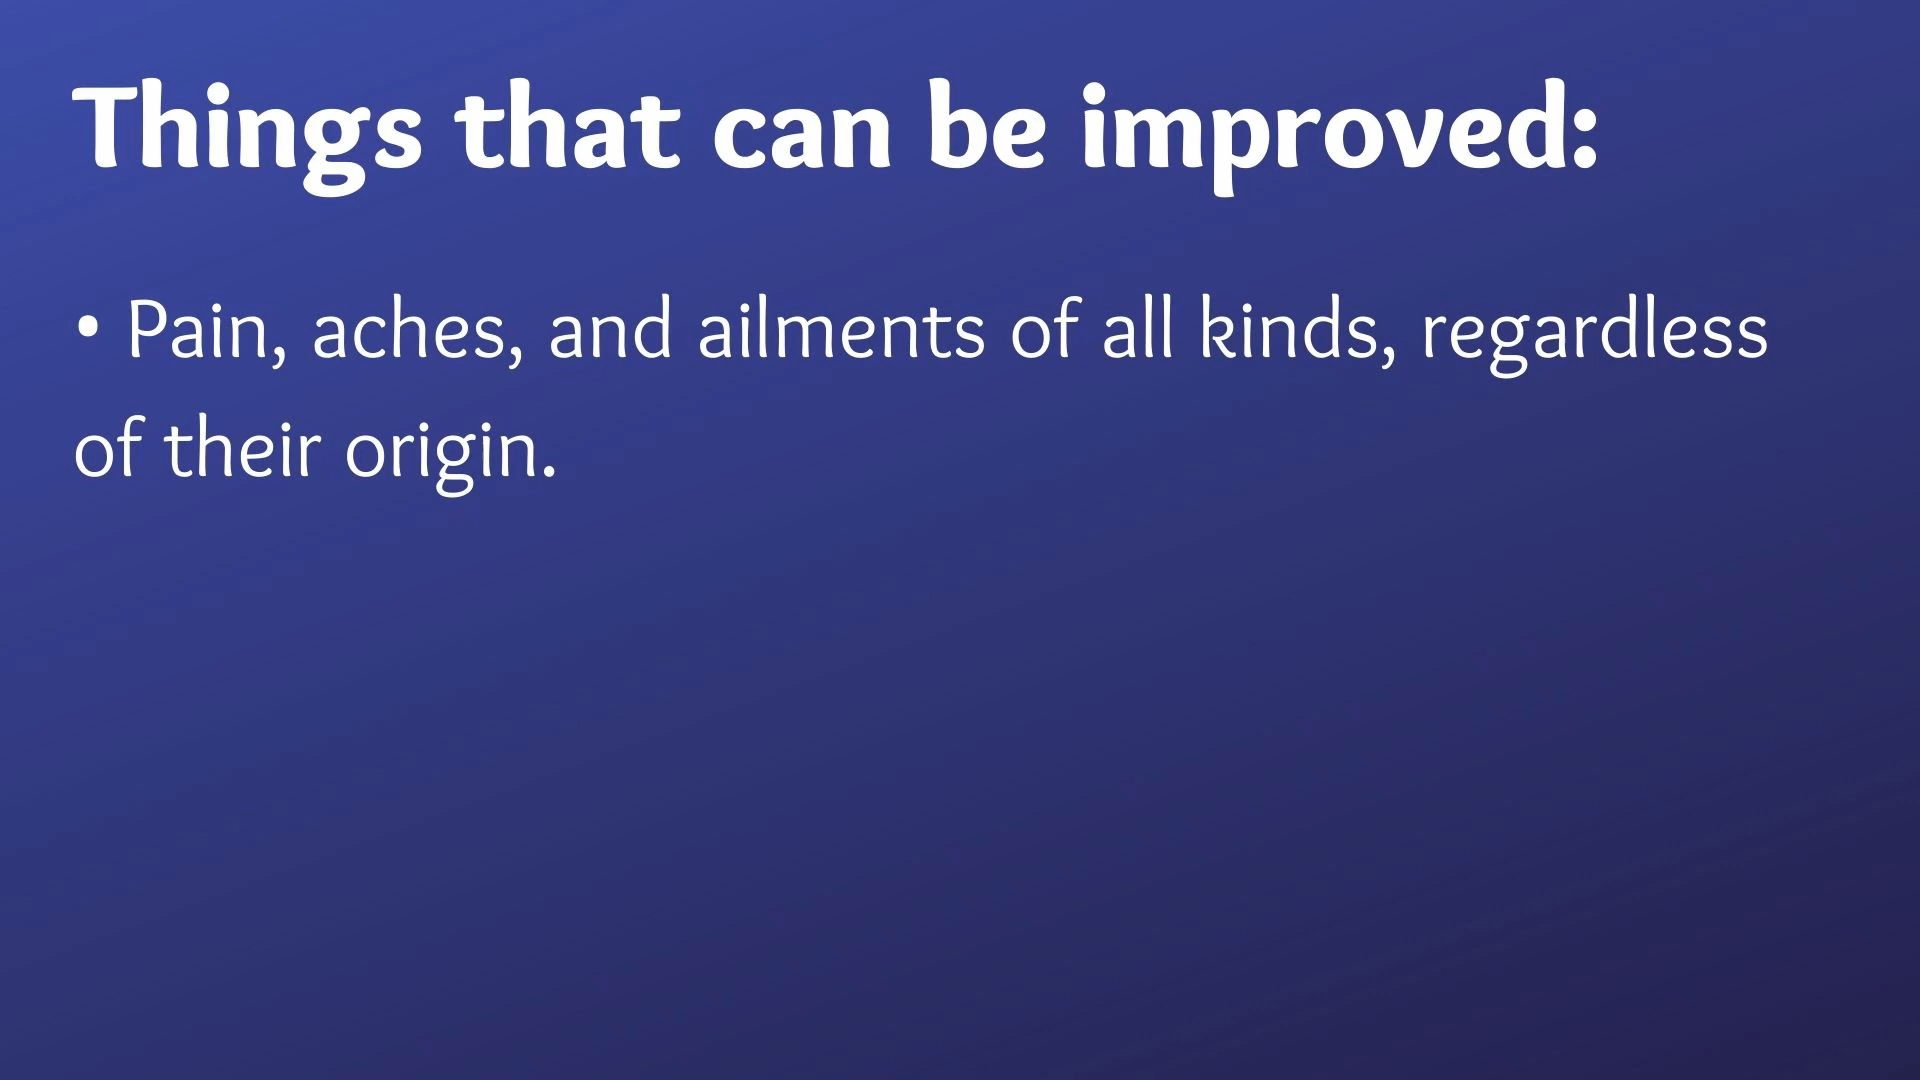 Things that can be improved:
• Pain, aches, and ailments of all kinds, regardless
of their origin.